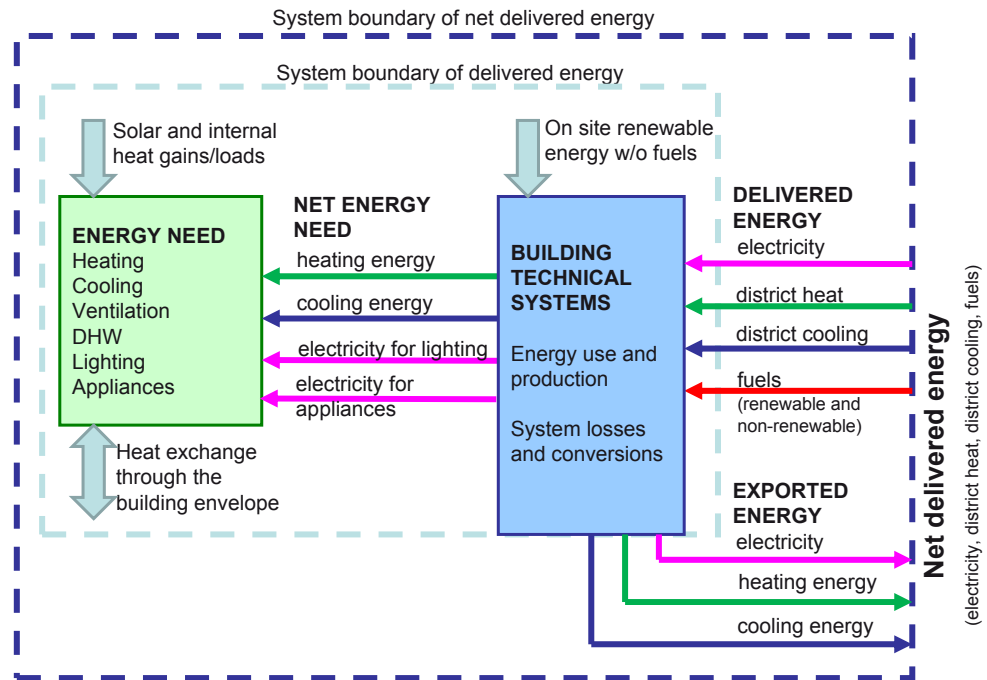 System boundary of net delivered energy
System boundary of delivered energy
Solar and internal
heat gains/loads
On site renewable
energy w/o fuels
ENERGY NEED
Heating
Cooling
Ventilation
DHW
Lighting
Appliances
NET ENERGY
NEED
heating energy
cooling energy
electricity for lighting
electricity for
appliances
BUILDING
TECHNICAL
SYSTEMS
Energy use and
production
System losses
and conversions
DELIVERED
ENERGY
electricity
district heat
district cooling
fuels
(renewable and
non-renewable)
Heat exchange
through the
building envelope
EXPORTED
ENERGY
electricity
heating energy
cooling energy
Net delivered energy
(electricity, district heat, district cooling, fuels)